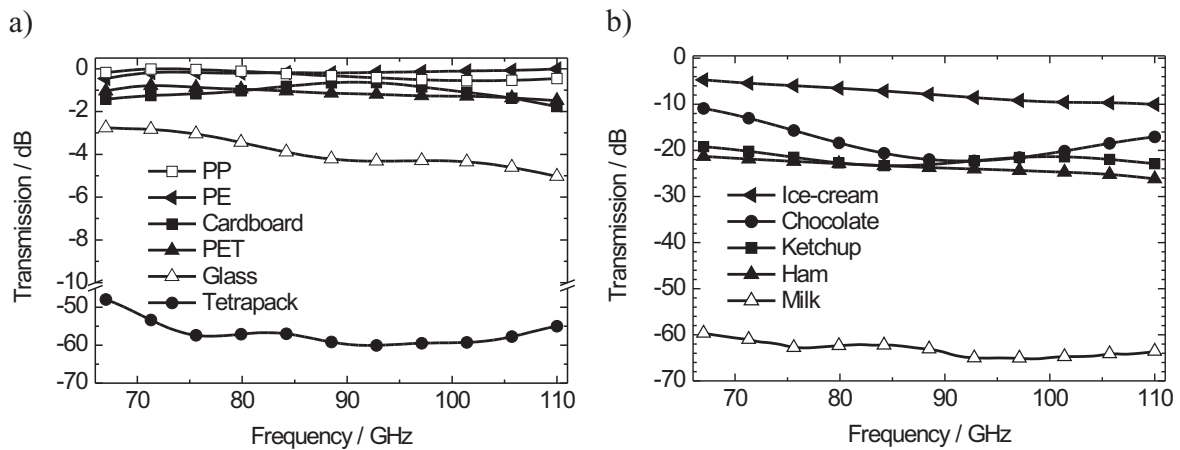 a)
Transmission / dB
0
-2
-4
-6
-8
-10
-50
-60
-70
PP
PE
Cardboard
PET
Glass
Tetrapack
70
80
90
100
110
Frequency / GHz
b)
Transmission / dB
0
-10
-20
-30
-40
-50
-60
-70
Ice-cream
Chocolate
Ketchup
Ham
Milk
70
80
90
100
110
Frequency / GHz